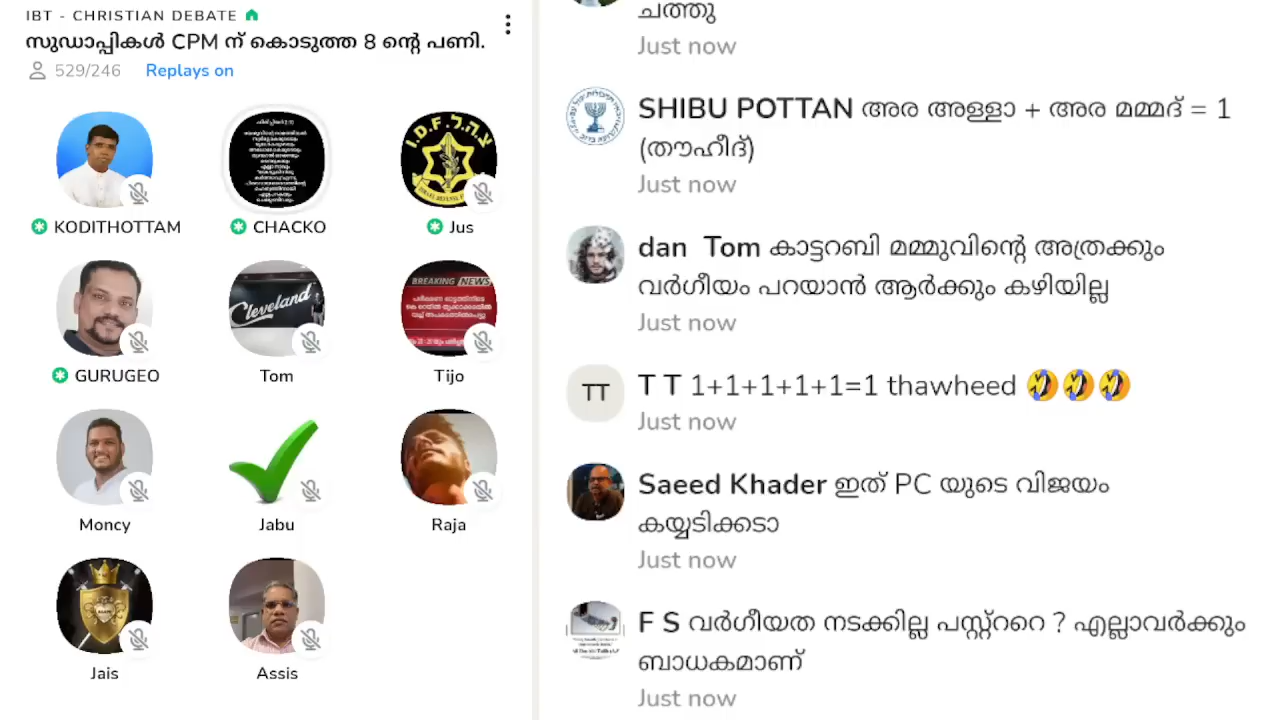 IBT - CHRISTIAN DEBATE
സുഡാപ്പികൾ CPM ന് കൊടുത്ത 8 ന്റെ പണി.
529/246 Replays on
I.D.F. צ.ה.ל.
KODITHOTTAM
CHACKO
Jus
Cleveland
BREAKING NEWS
GURUGEO
Tom
Tijo
Moncy
Jabu
Raja
Jais
Assis
ചത്തു
Just now
SHIBU POTTAN അര അള്ളാ + അര മമ്മദ് = 1
(തൗഹീദ്)
Just now
dan Tom കാട്ടറബി മമ്മുവിന്റെ അത്രക്കും
വർഗീയം പറയാൻ ആർക്കും കഴിയില്ല
Just now
TT
T T 1+1+1+1+1=1 thawheed 🤣🤣🤣
Just now
Saeed Khader ഇത് PC യുടെ വിജയം
കയ്യടിക്കടാ
Just now
F S വർഗീയത നടക്കില്ല പസ്റ്ററെ ? എല്ലാവർക്കും
ബാധകമാണ്
Just now